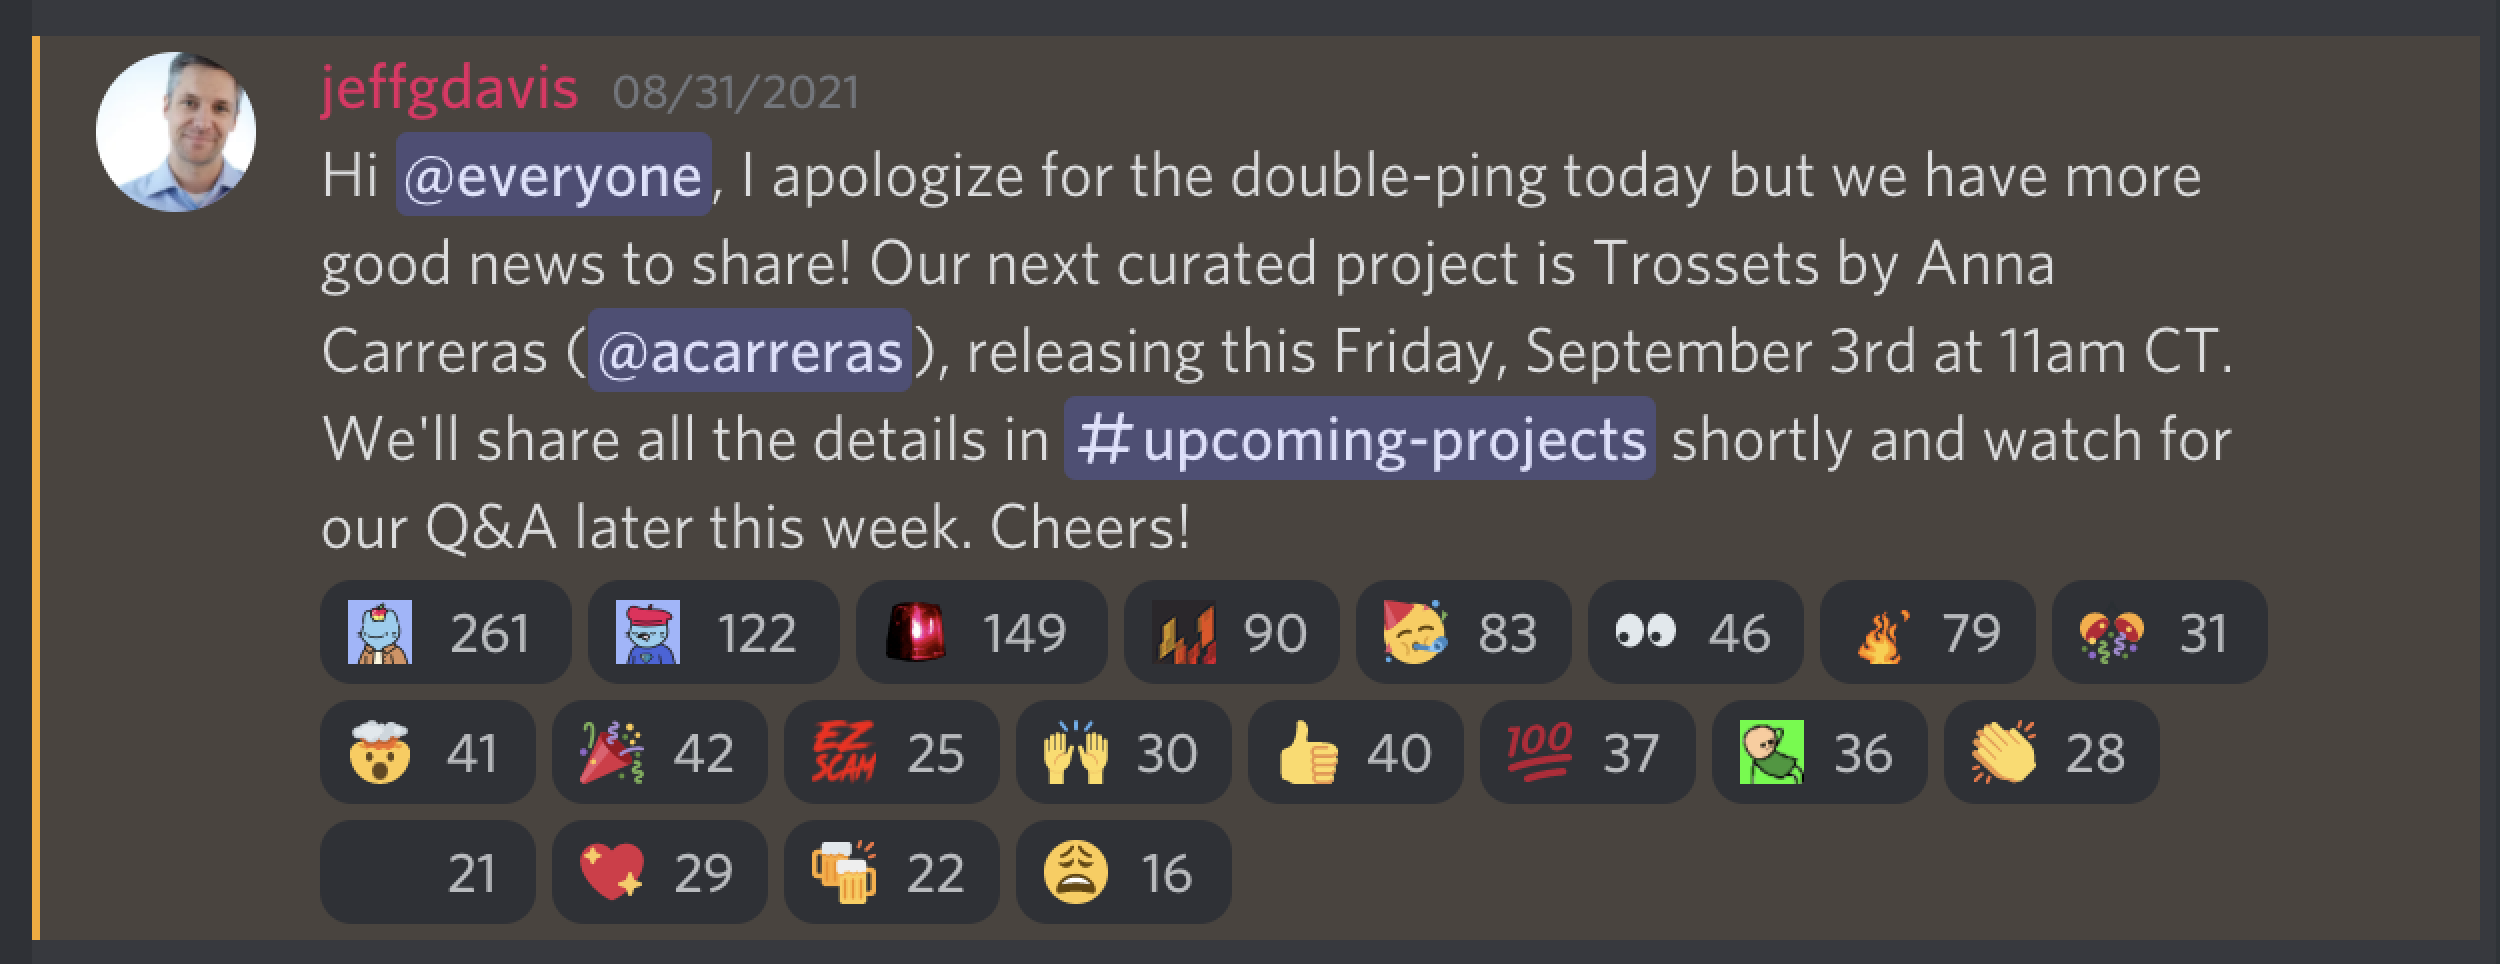 jeffgdavis 08/31/2021
Hi @everyone, I apologize for the double-ping today but we have more
good news to share! Our next curated project is Trossets by Anna
Carreras (@acarreras), releasing this Friday, September 3rd at 11am CT.
We'll share all the details in #upcoming-projects shortly and watch for
our Q&A later this week. Cheers!
261 122 149 90 83 46 79 31
41 42 EZ SCAM 25 30 40 100 37 36 28
21 29 22 16